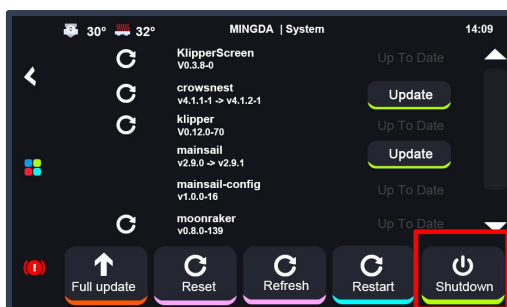 30° 32° MINGDA | System 14:09
KlipperScreen Up To Date
V0.3.8-0
crowsnest Update
v4.1.1-1 -> v4.1.2-1
klipper Up To Date
V0.12.0-70
mainsail Update
v2.9.0 -> v2.9.1
mainsail-config Up To Date
v1.0.0-16
moonraker Up To Date
v0.8.0-139
Full update Reset Refresh Restart Shutdown